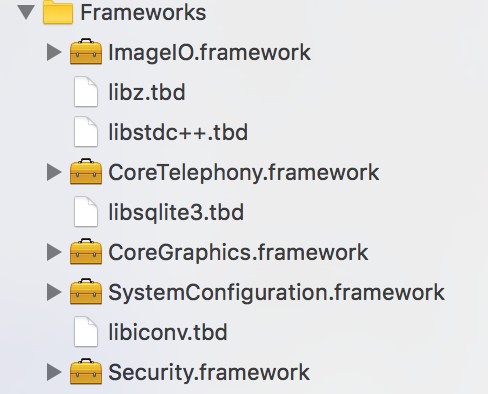 Frameworks
ImageIO.framework
libz.tbd
libstdc++.tbd
CoreTelephony.framework
libsqlite3.tbd
CoreGraphics.framework
SystemConfiguration.framework
libiconv.tbd
Security.framework